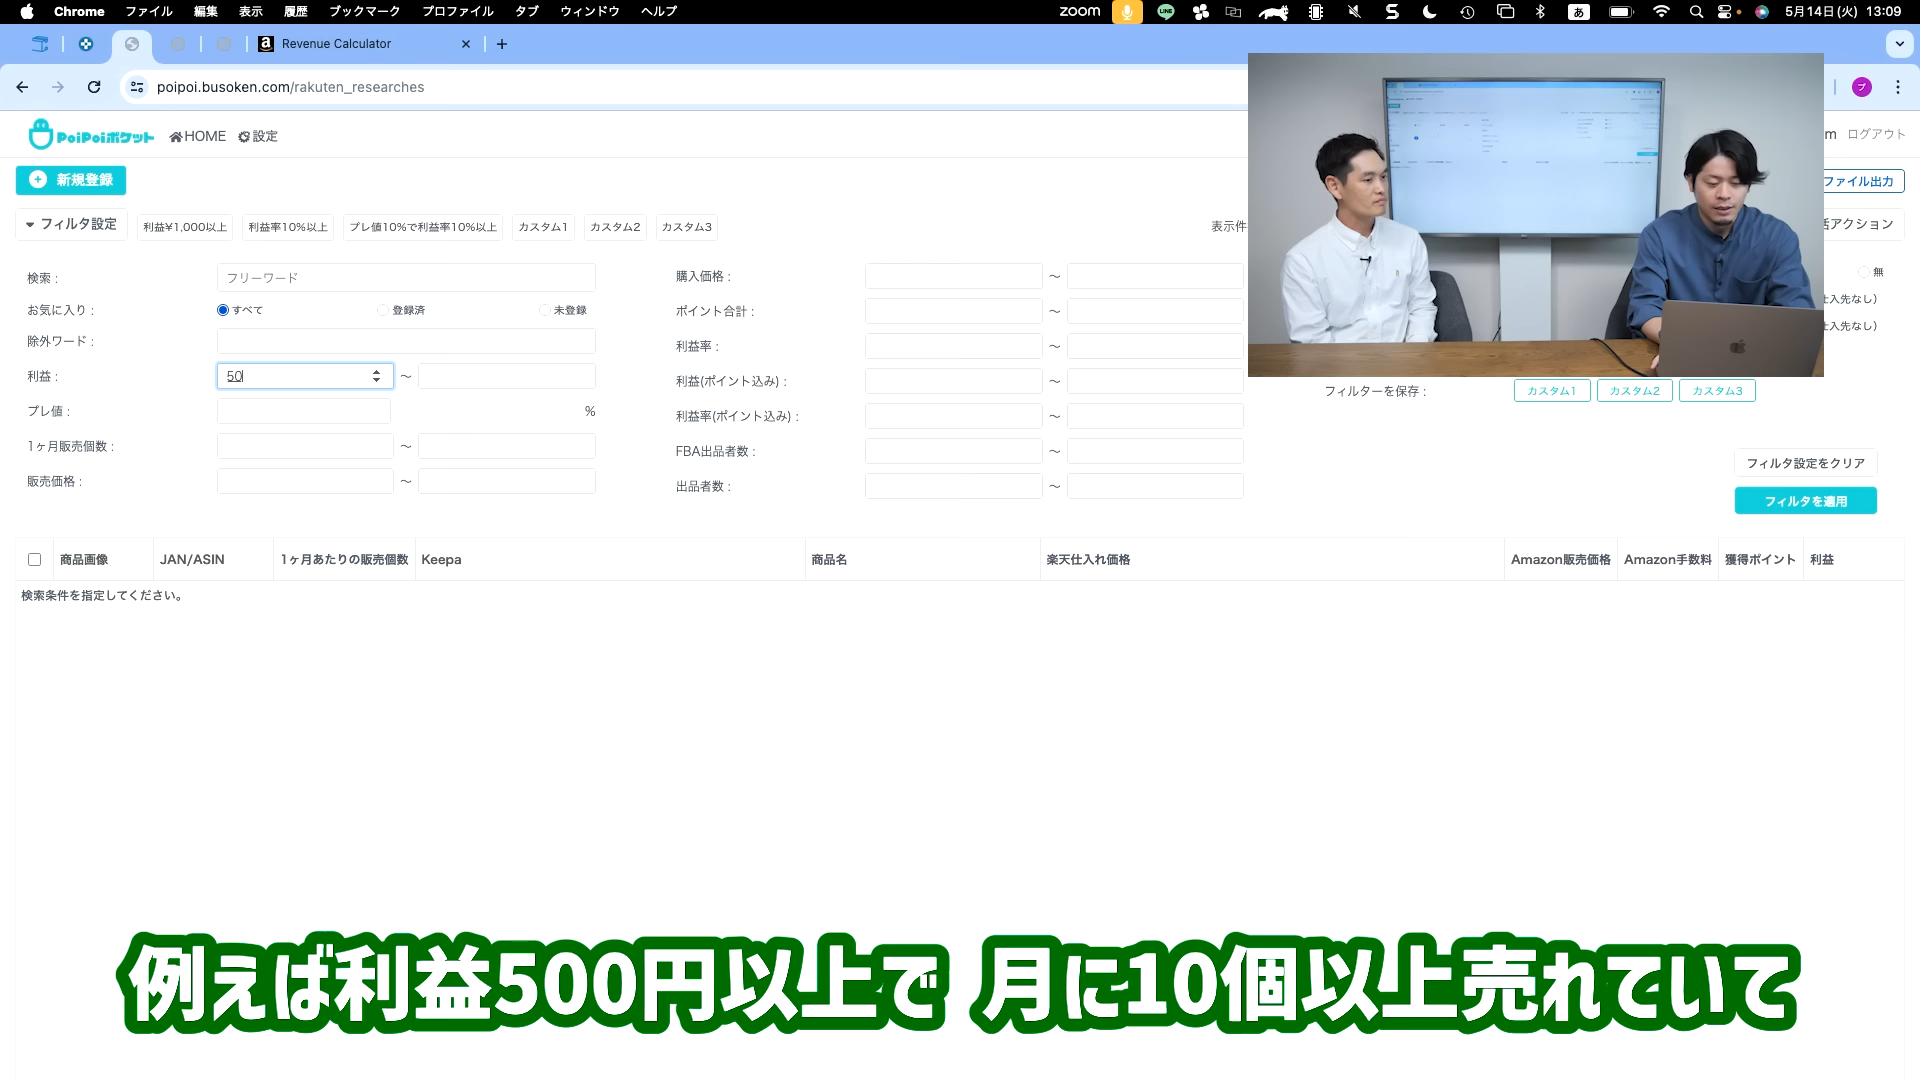 Chrome ファイル 編集 表示 履歴 ブックマーク プロファイル タブ ウィンドウ ヘルプ zoom あ 5月14日(火) 13:09
Revenue Calculator
poipoi.busoken.com/rakuten_researches
プ
PoiPoiポケット HOME 設定 m ログアウト
新規登録 ファイル出力
フィルタ設定 利益¥1,000以上 利益率10%以上 プレ値10%で利益率10%以上 カスタム1 カスタム2 カスタム3 表示件 括アクション
検索 : フリーワード 購入価格 : 〜 無
お気に入り : すべて 登録済 未登録 ポイント合計 : 〜 仕入先なし)
除外ワード : 利益率 : 〜 仕入先なし)
利益 : 50 〜 利益(ポイント込み) : 〜 フィルターを保存 : カスタム1 カスタム2 カスタム3
プレ値 : % 利益率(ポイント込み) : 〜
1ヶ月販売個数 : 〜 FBA出品者数 : 〜 フィルタ設定をクリア
販売価格 : 〜 出品者数 : 〜 フィルタを適用
商品画像 JAN/ASIN 1ヶ月あたりの販売個数 Keepa 商品名 楽天仕入れ価格 Amazon販売価格 Amazon手数料 獲得ポイント 利益
検索条件を指定してください。
例えば利益500円以上で 月に10個以上売れていて